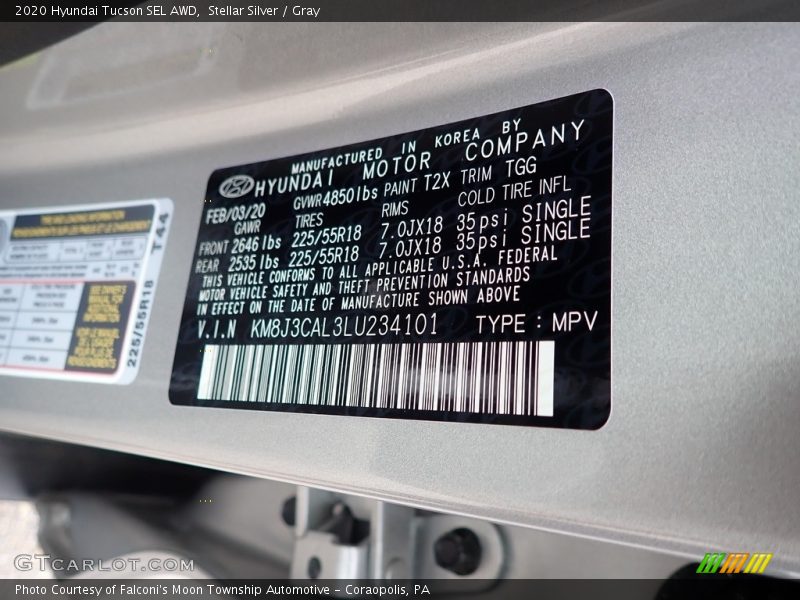 2020 Hyundai Tucson SEL AWD, Stellar Silver / Gray
MANUFACTURED IN KOREA BY
HYUNDAI MOTOR COMPANY
FEB/03/20 GVWR 4850lbs PAINT T2X TRIM TGG
GAWR TIRES RIMS COLD TIRE INFL
FRONT 2646 lbs 225/55R18 7.0JX18 35psi SINGLE
REAR 2535 lbs 225/55R18 7.0JX18 35psi SINGLE
THIS VEHICLE CONFORMS TO ALL APPLICABLE U.S.A. FEDERAL
MOTOR VEHICLE SAFETY AND THEFT PREVENTION STANDARDS
IN EFFECT ON THE DATE OF MANUFACTURE SHOWN ABOVE
V.I.N KM8J3CAL3LU234101 TYPE : MPV
T44
225/55R18
GTCARLOT.COM
Photo Courtesy of Falconi's Moon Township Automotive – Coraopolis, PA